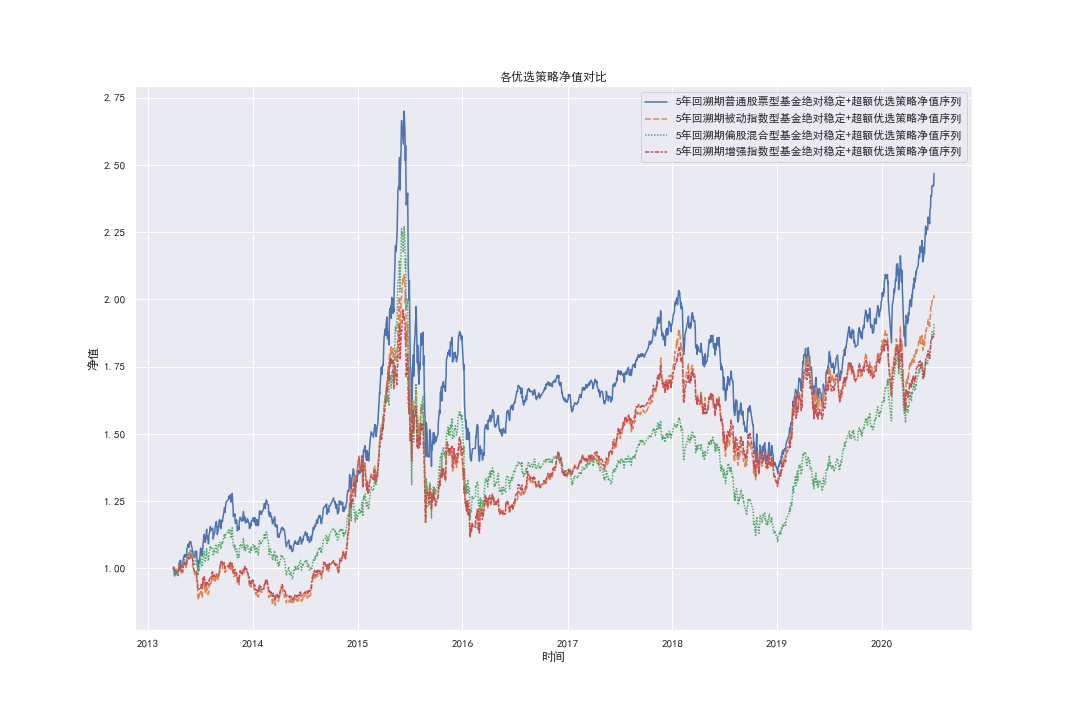 各优选策略净值对比
5年回溯期普通股票型基金绝对稳定+超额优选策略净值序列
5年回溯期被动指数型基金绝对稳定+超额优选策略净值序列
5年回溯期偏股混合型基金绝对稳定+超额优选策略净值序列
5年回溯期增强指数型基金绝对稳定+超额优选策略净值序列
净值
2.75
2.50
2.25
2.00
1.75
1.50
1.25
1.00
2013
2014
2015
2016
2017
2018
2019
2020
时间